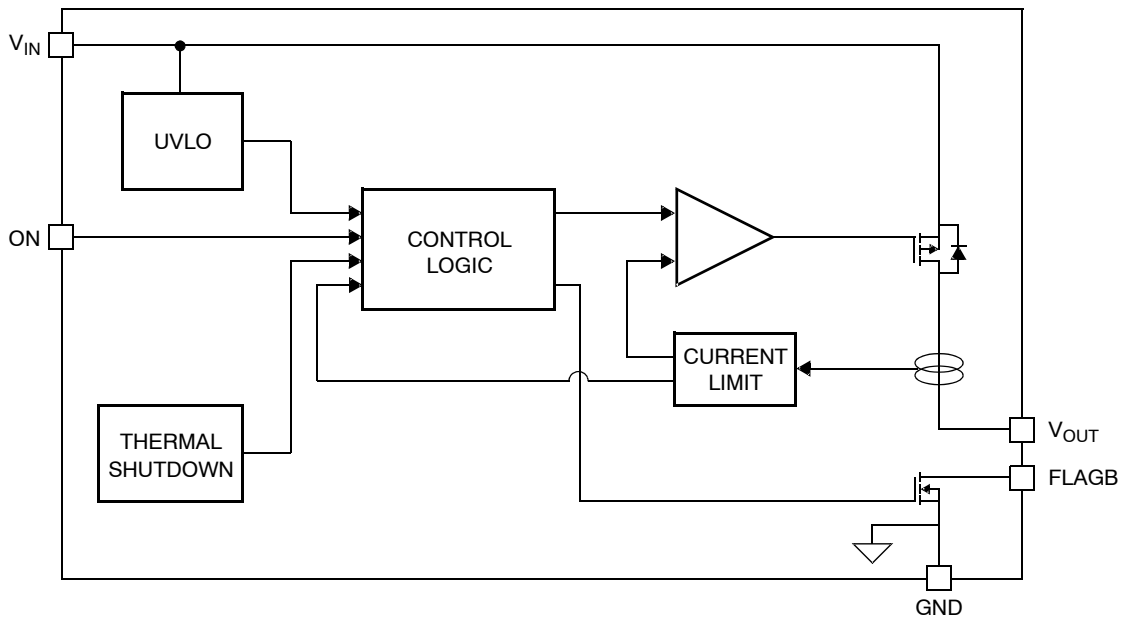 VIN
UVLO
ON
CONTROL
LOGIC
CURRENT
LIMIT
THERMAL
SHUTDOWN
VOUT
FLAGB
GND